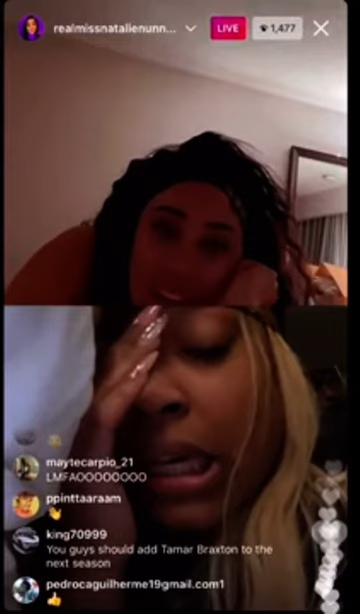 realmissnatalienunn...
LIVE
1,477
maytecarpio_21
LMFAOOOOOOOO
ppinttaaraam
king70999
You guys should add Tamar Braxton to the
next season
pedrocaguilherme19gmail.com1